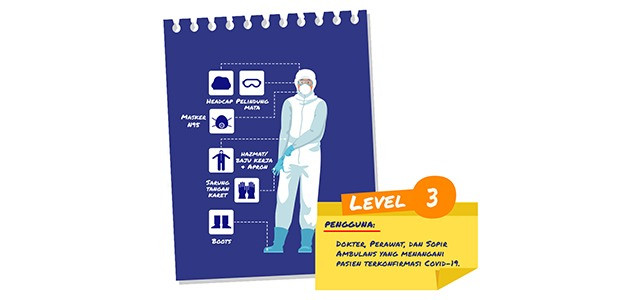 Headcap
Pelindung
Mata
Masker
N95
Hazmat/
Baju Kerja
+ Apron
Sarung
Tangan
Karet
Boots
Level 3
Pengguna:
Dokter, Perawat, dan Sopir
Ambulans yang menangani
pasien terkonfirmasi Covid-19.